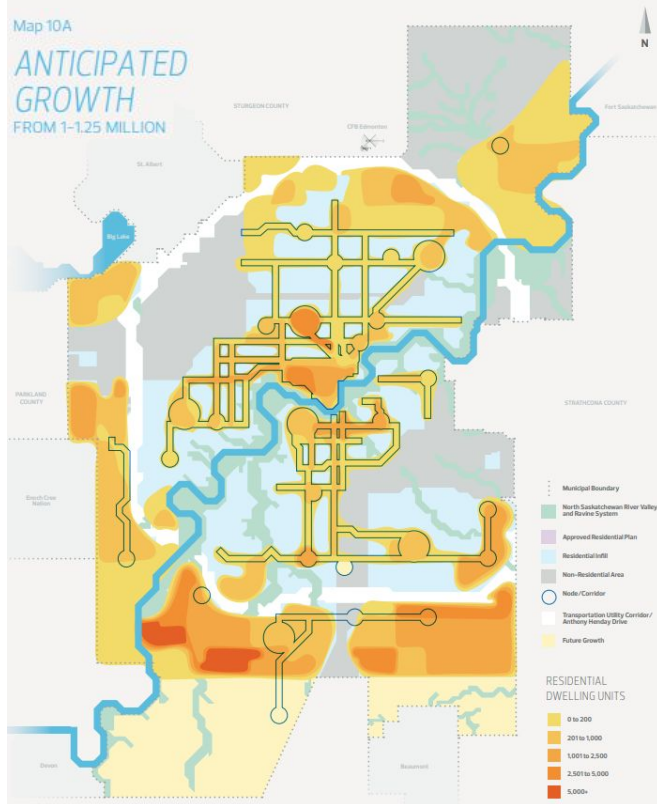 Map 10A
ANTICIPATED
GROWTH
FROM 1-1.25 MILLION
N
STURGEON COUNTY
Fort Saskatchewan
CFB Edmonton
St. Albert
Big Lake
PARKLAND
COUNTY
STRATHCONA COUNTY
Enoch Cree
Nation
Devon
Beaumont
Municipal Boundary
North Saskatchewan River Valley
and Ravine System
Approved Residential Plan
Residential Infill
Non-Residential Area
Node/Corridor
Transportation Utility Corridor/
Anthony Henday Drive
Future Growth
RESIDENTIAL
DWELLING UNITS
0 to 200
201 to 1,000
1,001 to 2,500
2,501 to 5,000
5,000+